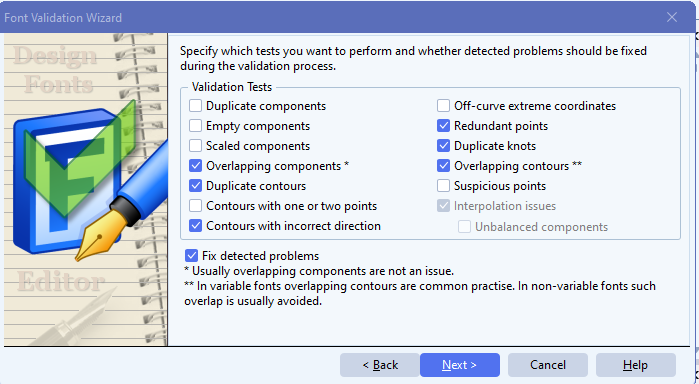 Font Validation Wizard
Design
Fonts
Editor
Specify which tests you want to perform and whether detected problems should be fixed
during the validation process.
Validation Tests
Duplicate components
Empty components
Scaled components
Overlapping components *
Duplicate contours
Contours with one or two points
Contours with incorrect direction
Off-curve extreme coordinates
Redundant points
Duplicate knots
Overlapping contours **
Suspicious points
Interpolation issues
Unbalanced components
Fix detected problems
* Usually overlapping components are not an issue.
** In variable fonts overlapping contours are common practise. In non-variable fonts such
overlap is usually avoided.
< Back
Next >
Cancel
Help